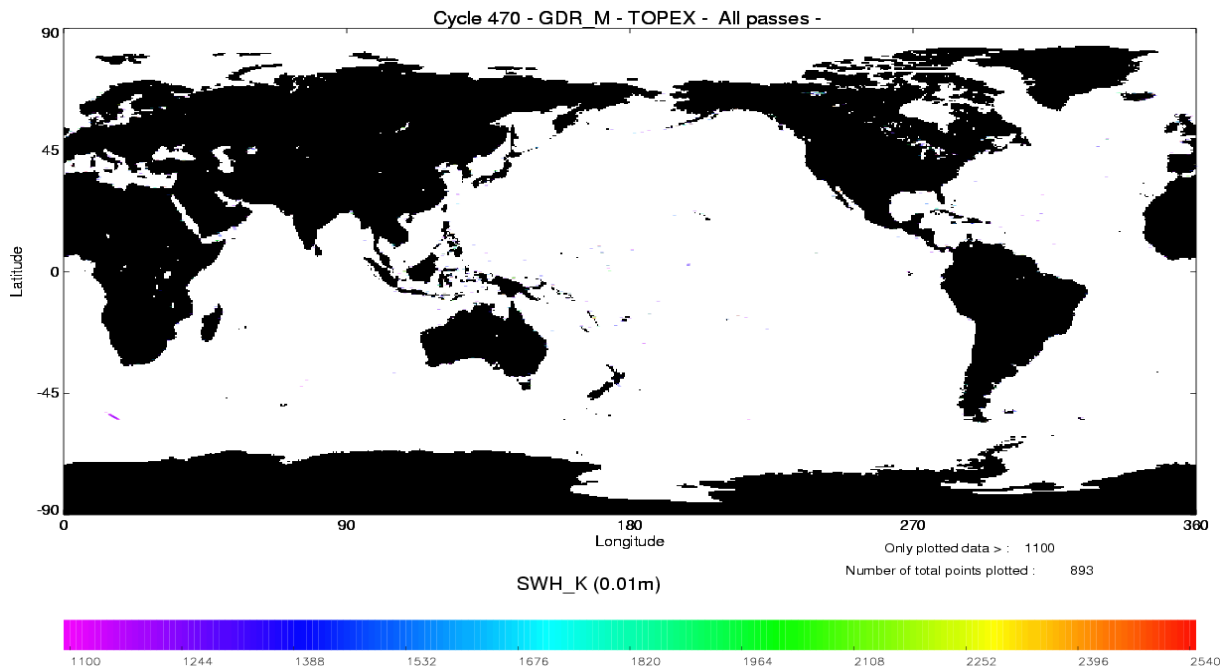 Cycle 470 - GDR_M - TOPEX - All passes -
90
45
0
-45
-90
Latitude
0 90 180 270 360
Longitude
Only plotted data > : 1100
Number of total points plotted : 893
SWH_K (0.01m)
1100 1244 1388 1532 1676 1820 1964 2108 2252 2396 2540